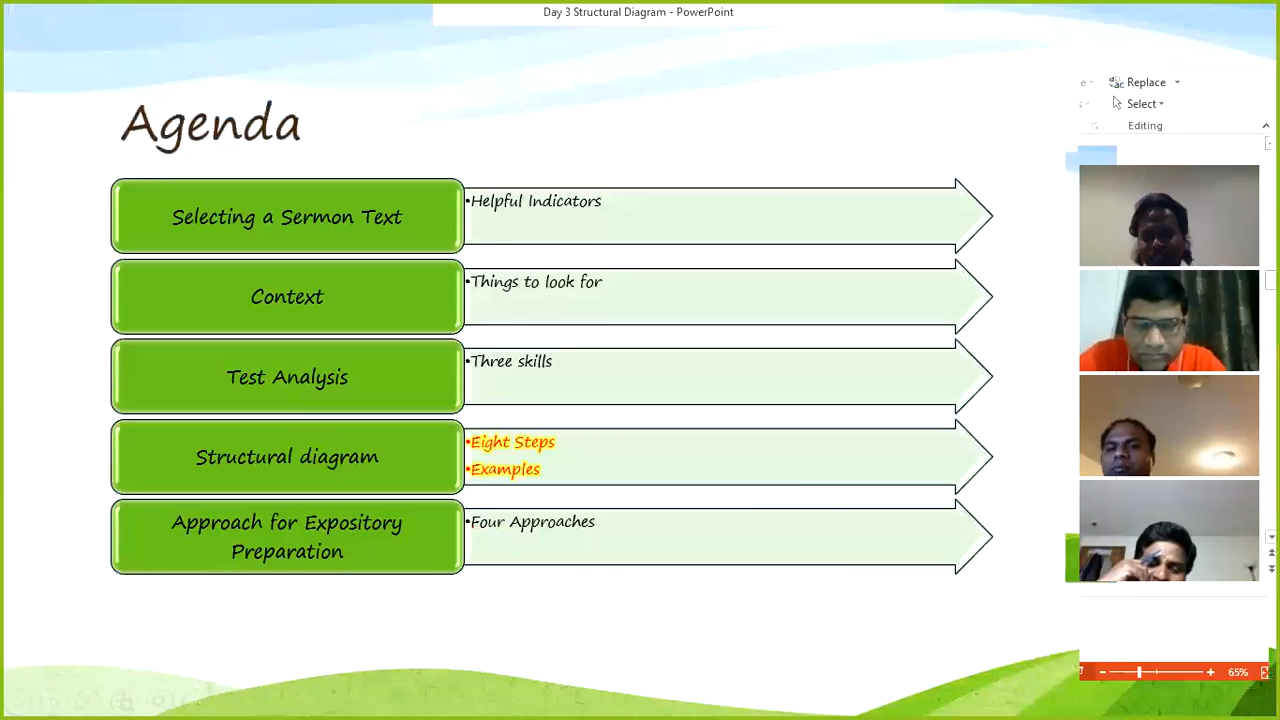 Day 3 Structural Diagram - PowerPoint
Agenda
Replace
Select
Editing
Selecting a Sermon Text
•Helpful Indicators
Context
•Things to look for
Test Analysis
•Three skills
Structural diagram
•Eight Steps
•Examples
Approach for Expository
Preparation
•Four Approaches
65%